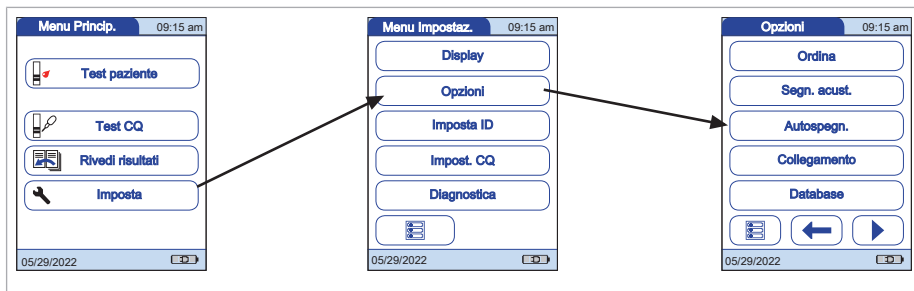 Menu Princip. 09:15 am
Test paziente
Test CQ
Rivedi risultati
Imposta
05/29/2022
Menu Impostaz. 09:15 am
Display
Opzioni
Imposta ID
Impost. CQ
Diagnostica
05/29/2022
Opzioni 09:15 am
Ordina
Segn. acust.
Autospegn.
Collegamento
Database
05/29/2022